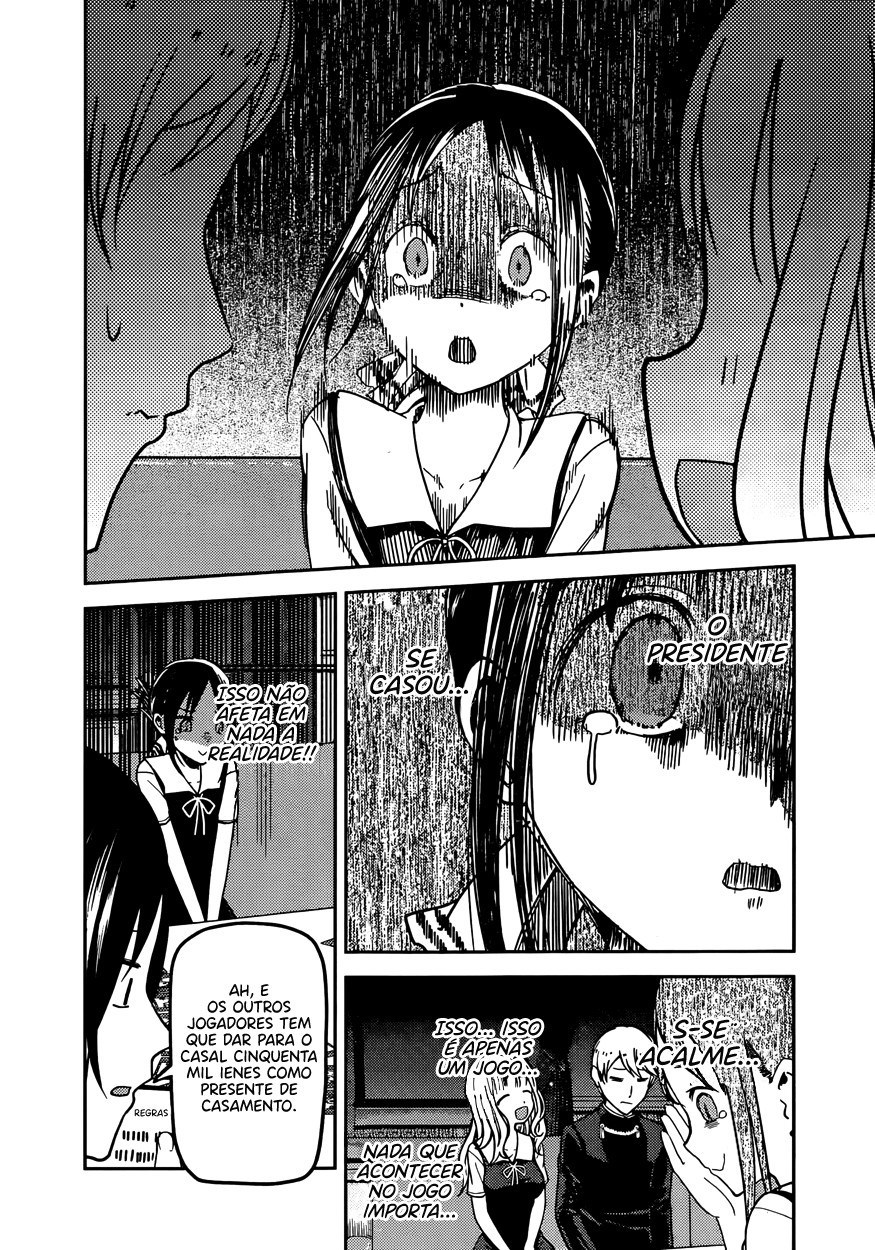 O
PRESIDENTE
SE
CASOU...
S-SE
ACALME...
ISSO... ISSO
É APENAS
UM JOGO...
NADA QUE
ACONTECER
NO JOGO
IMPORTA...
ISSO NÃO
AFETA EM
NADA A
REALIDADE!!
AH, E
OS OUTROS
JOGADORES TEM
QUE DAR PARA O
CASAL CINQUENTA
MIL IENES COMO
PRESENTE DE
CASAMENTO.
REGRAS